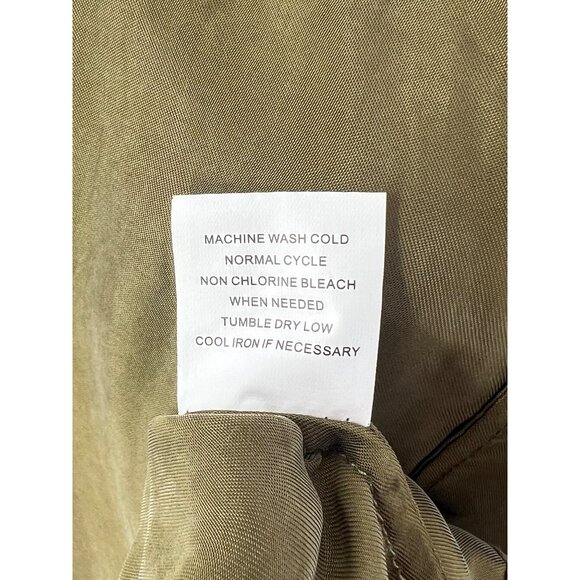 MACHINE WASH COLD
NORMAL CYCLE
NON CHLORINE BLEACH
WHEN NEEDED
TUMBLE DRY LOW
COOL IRON IF NECESSARY